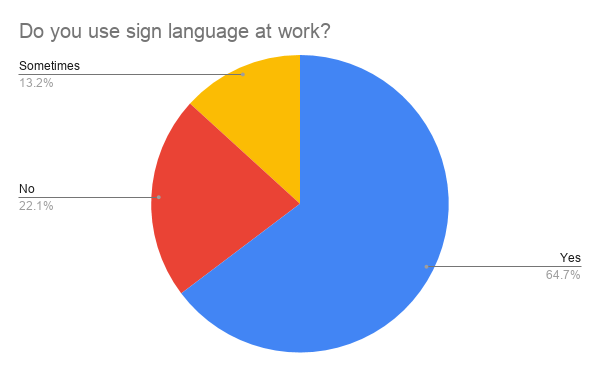 Do you use sign language at work?
Sometimes
13.2%
No
22.1%
Yes
64.7%